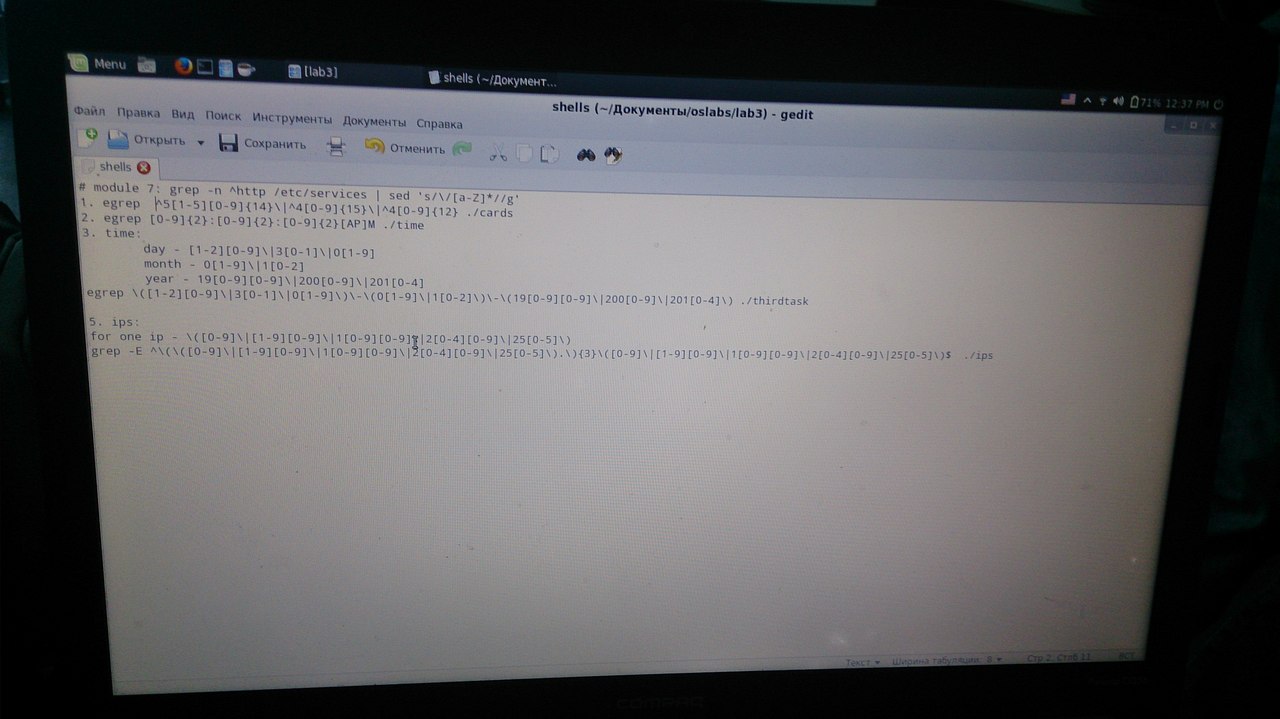 Menu
[lab3]
shells (~/Документ...
71% 12:37 PM
shells (~/Документы/oslabs/lab3) - gedit
Файл Правка Вид Поиск Инструменты Документы Справка
Открыть Сохранить Отменить
shells
# module 7: grep -n ^http /etc/services | sed 's/\/[a-Z]*//g'
1. egrep ^5[1-5][0-9]{14}\|^4[0-9]{15}\|^4[0-9]{12} ./cards
2. egrep [0-9]{2}:[0-9]{2}:[0-9]{2}[AP]M ./time
3. time:
day - [1-2][0-9]\|3[0-1]\|0[1-9]
month - 0[1-9]\|1[0-2]
year - 19[0-9][0-9]\|200[0-9]\|201[0-4]
egrep \([1-2][0-9]\|3[0-1]\|0[1-9]\)\-\(0[1-9]\|1[0-2]\)\-\(19[0-9][0-9]\|200[0-9]\|201[0-4]\) ./thirdtask
5. ips:
for one ip - \([0-9]\|[1-9][0-9]\|1[0-9][0-9]\|2[0-4][0-9]\|25[0-5]\)
grep -E ^\(\([0-9]\|[1-9][0-9]\|1[0-9][0-9]\|2[0-4][0-9]\|25[0-5]\).\){3}\([0-9]\|[1-9][0-9]\|1[0-9][0-9]\|2[0-4][0-9]\|25[0-5]\)$ ./ips
Текст Ширина табуляции: 8 Стр 2, Стлб 11 ВСТ
COMPAQ